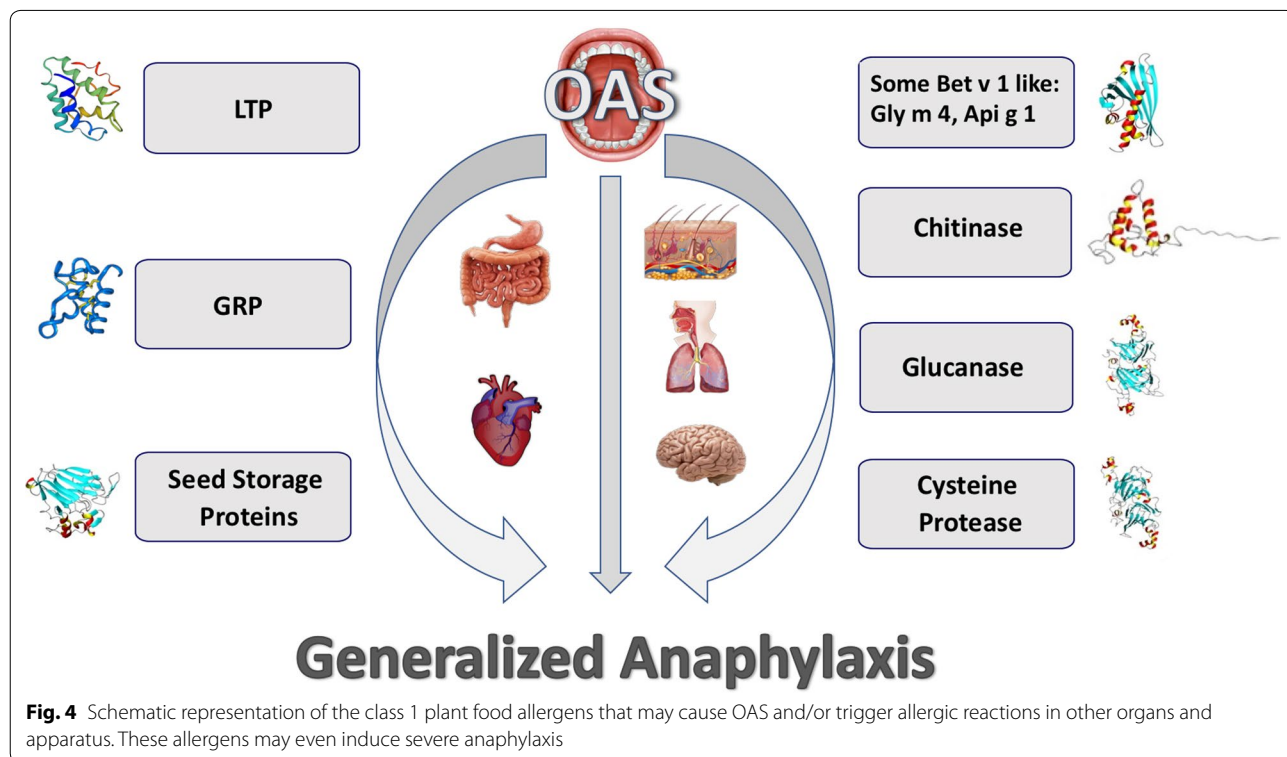 OAS
LTP
GRP
Seed Storage
Proteins
Some Bet v 1 like:
Gly m 4, Api g 1
Chitinase
Glucanase
Cysteine
Protease
Generalized Anaphylaxis
Fig. 4 Schematic representation of the class 1 plant food allergens that may cause OAS and/or trigger allergic reactions in other organs and
apparatus. These allergens may even induce severe anaphylaxis